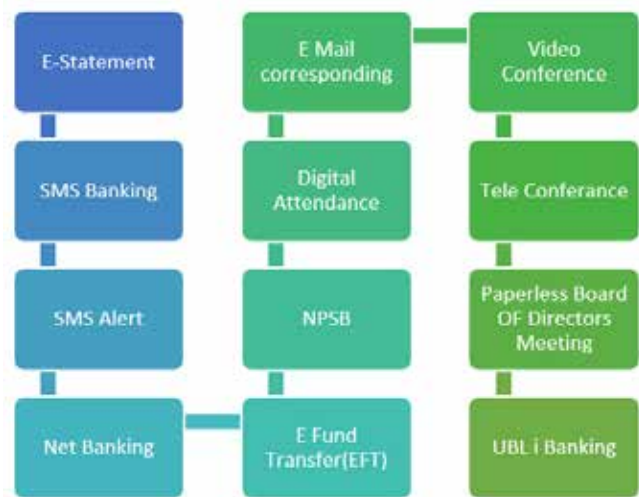 E-Statement
SMS Banking
SMS Alert
Net Banking
E Fund
Transfer(EFT)
NPSB
Digital
Attendance
E Mail
corresponding
Video
Conference
Tele Conferance
Paperless Board
OF Directors
Meeting
UBL i Banking